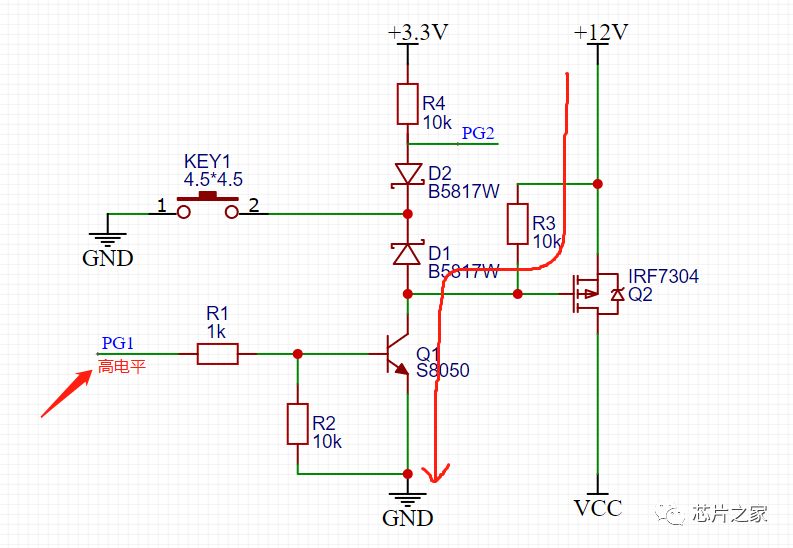 +3.3V
+12V
R4
10k
PG2
KEY1
4.5*4.5
D2
B5817W
1
2
GND
R3
10k
D1
B5817W
IRF7304
Q2
R1
1k
PG1
高电平
Q1
S8050
R2
10k
GND
VCC
芯片之家